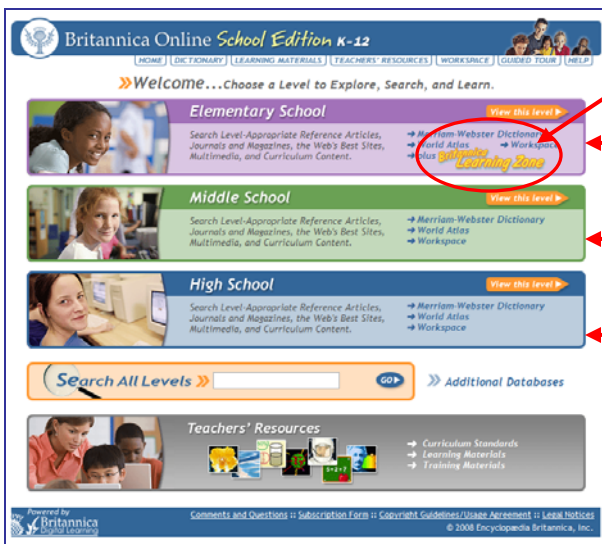 Britannica Online School Edition K-12
HOME DICTIONARY LEARNING MATERIALS TEACHERS' RESOURCES WORKSPACE GUIDED TOUR HELP
»Welcome...Choose a Level to Explore, Search, and Learn.
Elementary School View this level
Search Level-Appropriate Reference Articles,
Journals and Magazines, the Web's Best Sites,
Multimedia, and Curriculum Content.
Merriam-Webster Dictionary
World Atlas Workspace
plus Britannica Learning Zone
Middle School View this level
Search Level-Appropriate Reference Articles,
Journals and Magazines, the Web's Best Sites,
Multimedia, and Curriculum Content.
Merriam-Webster Dictionary
World Atlas
Workspace
High School View this level
Search Level-Appropriate Reference Articles,
Journals and Magazines, the Web's Best Sites,
Multimedia, and Curriculum Content.
Merriam-Webster Dictionary
World Atlas
Workspace
Search All Levels » GO » Additional Databases
Teachers' Resources
5+2=7
Curriculum Standards
Learning Materials
Training Materials
Powered by
Britannica
Digital Learning
Comments and Questions :: Subscription Form :: Copyright Guidelines/Usage Agreement :: Legal Notices
© 2008 Encyclopædia Britannica, Inc.